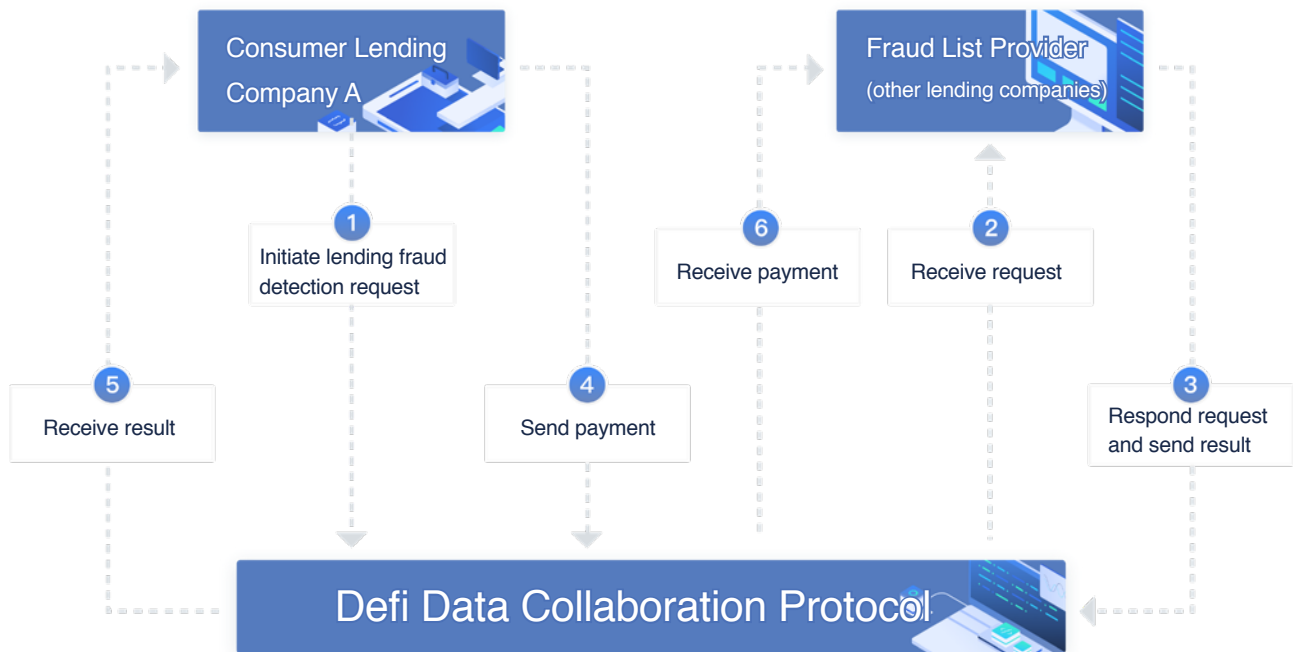 Consumer Lending
Company A
Fraud List Provider
(other lending companies)
1
Initiate lending fraud
detection request
6
Receive payment
2
Receive request
5
Receive result
4
Send payment
3
Respond request
and send result
Defi Data Collaboration Protocol